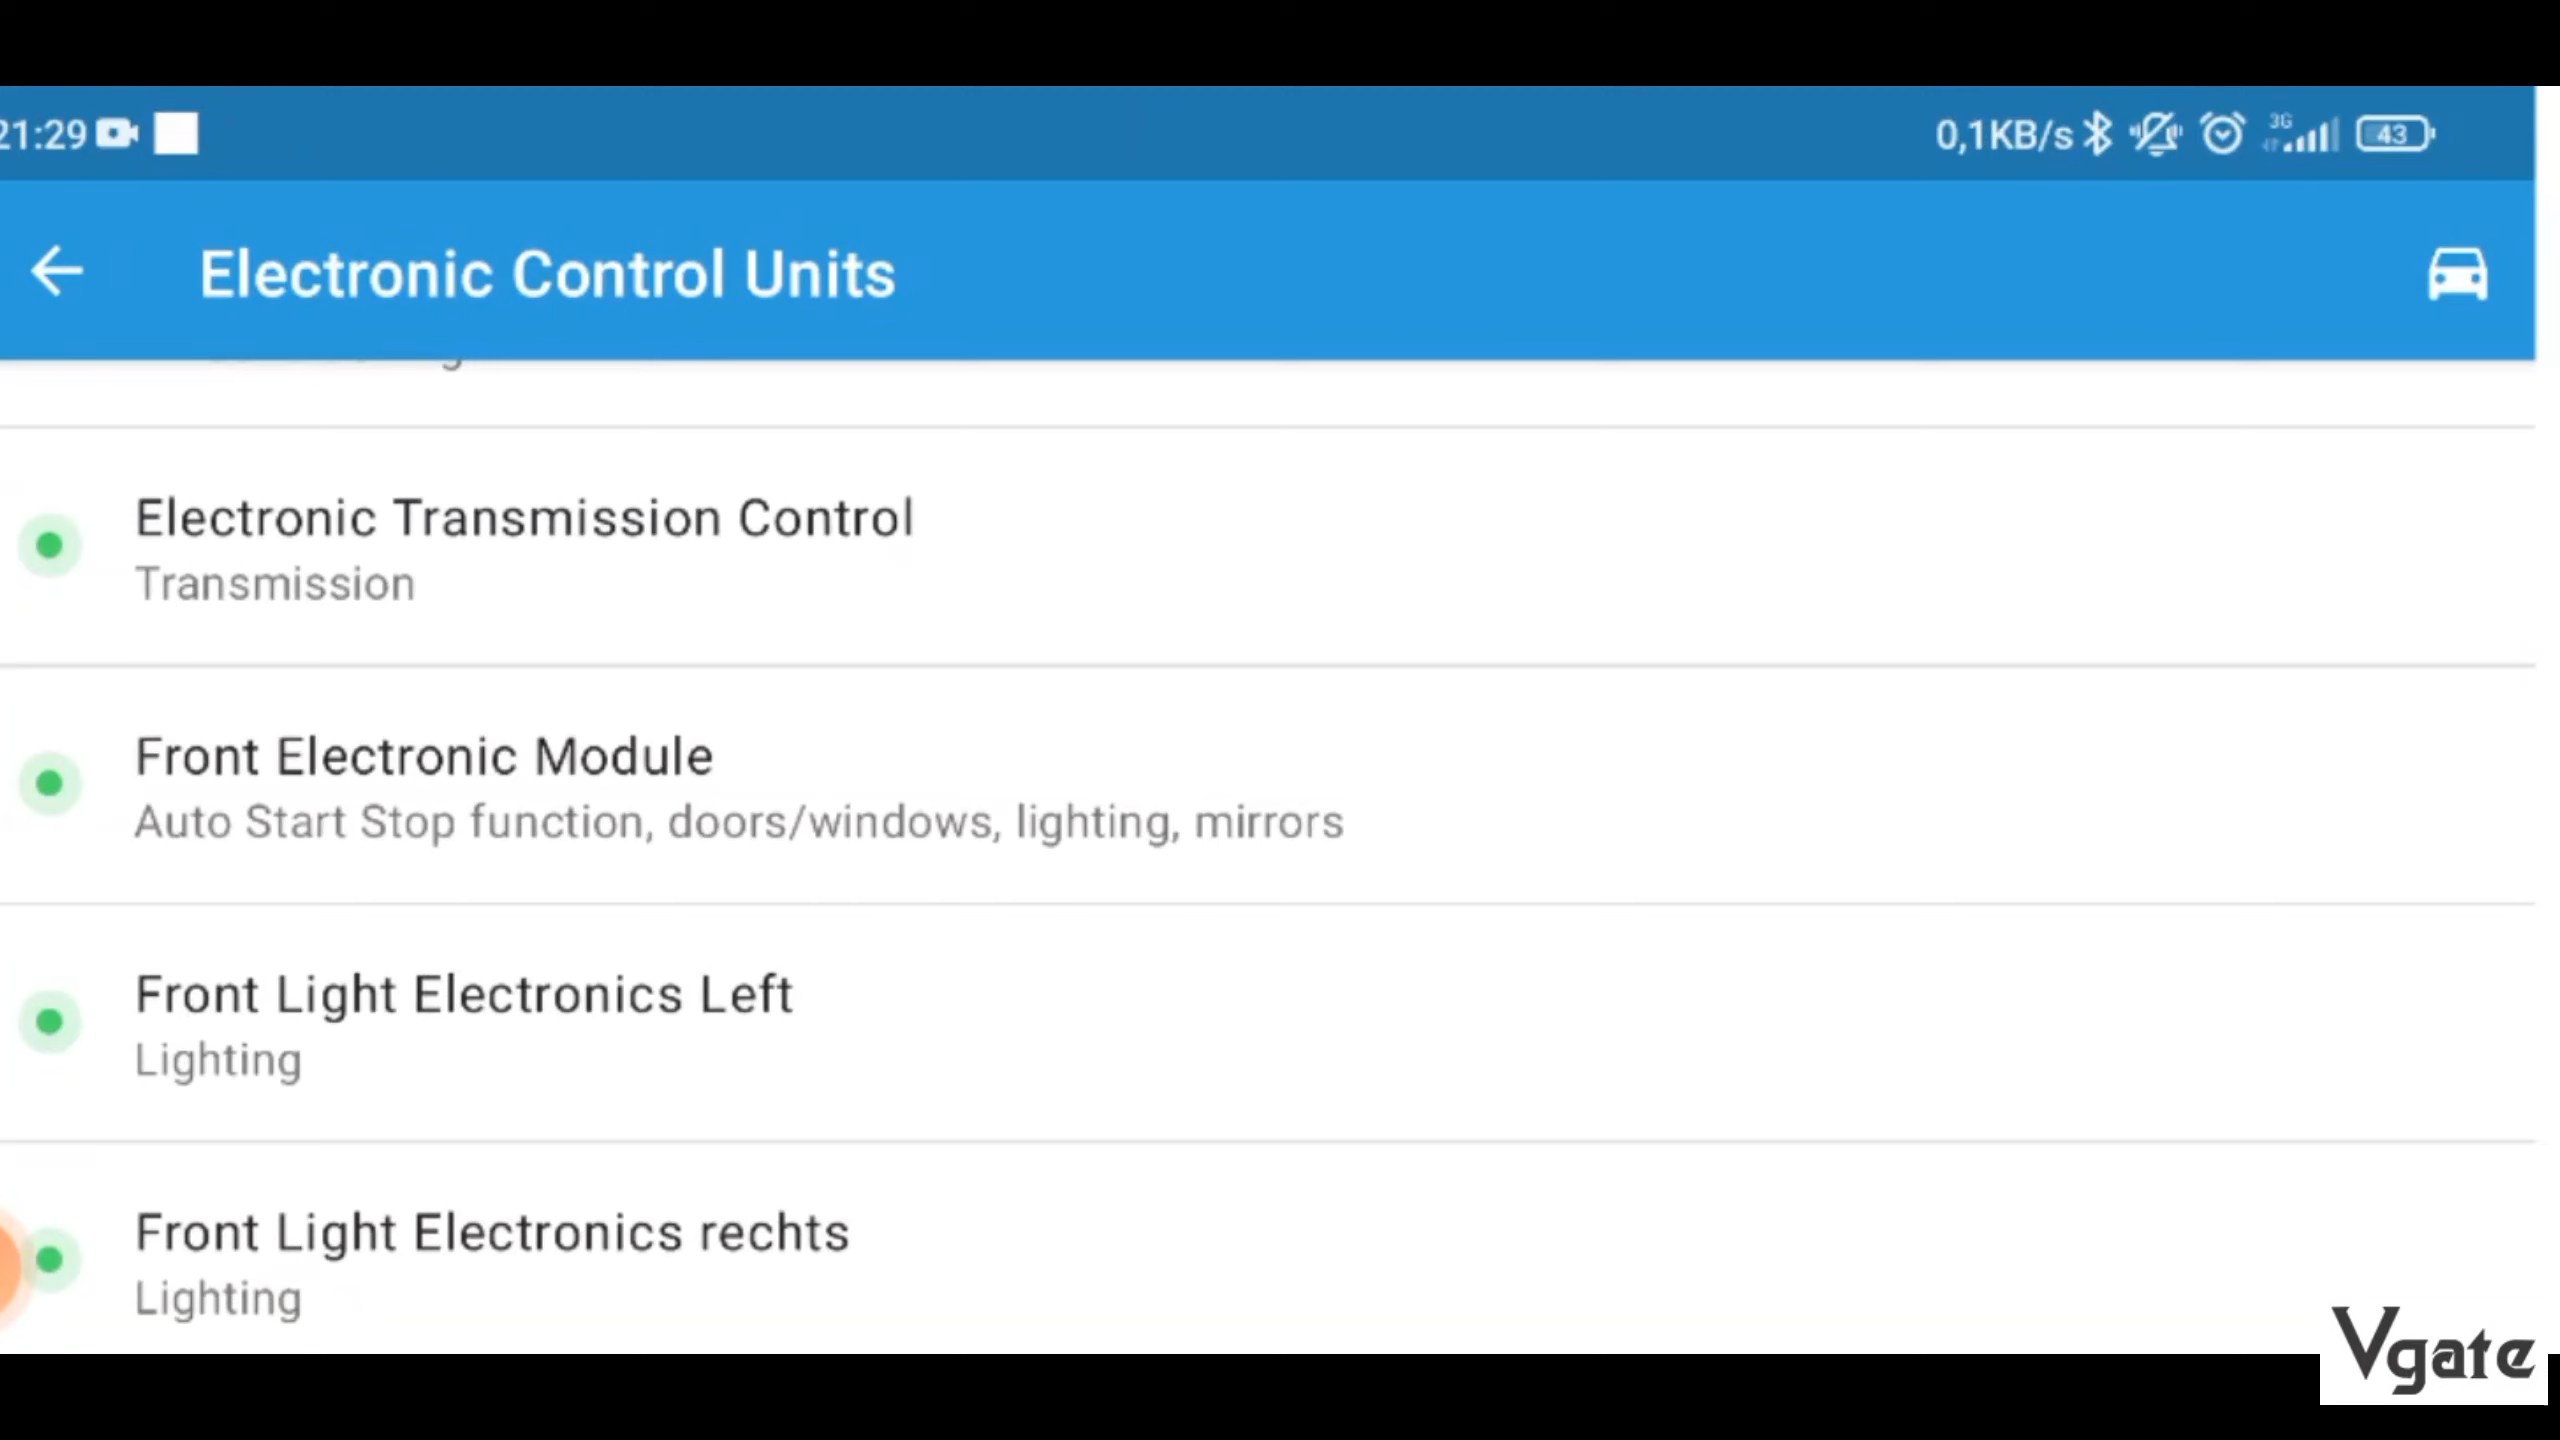 21:29 0,1KB/s 3G 43
Electronic Control Units
Electronic Transmission Control
Transmission
Front Electronic Module
Auto Start Stop function, doors/windows, lighting, mirrors
Front Light Electronics Left
Lighting
Front Light Electronics rechts
Lighting
Vgate